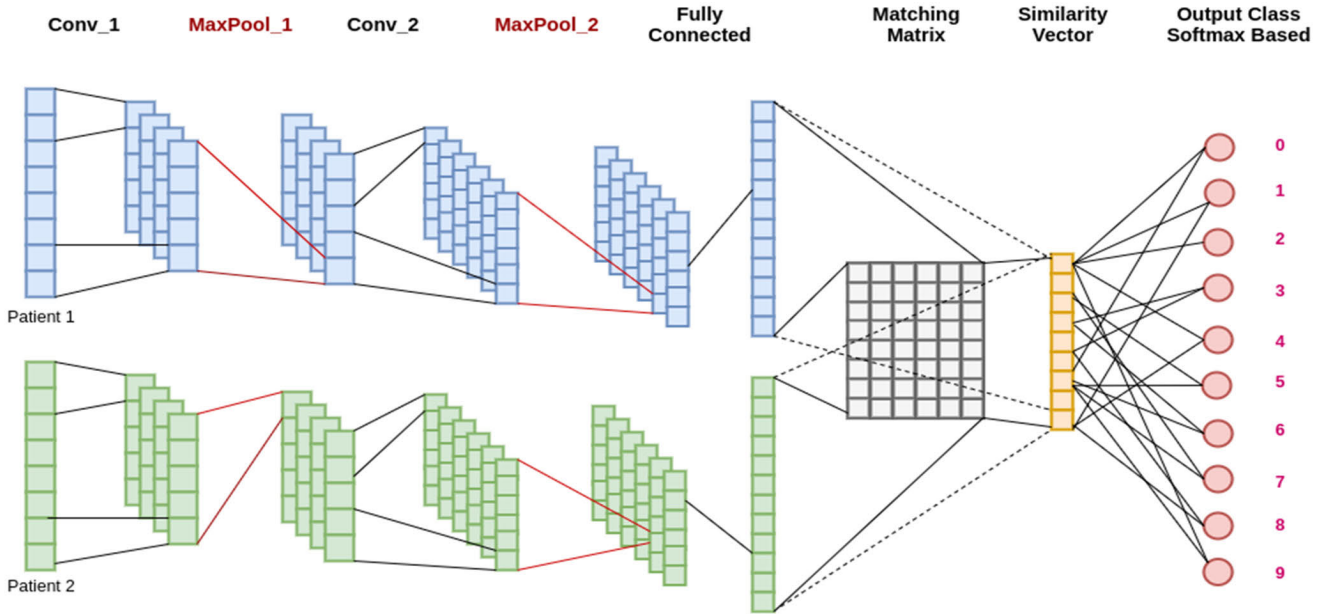 Conv_1
MaxPool_1
Conv_2
MaxPool_2
Fully
Connected
Matching
Matrix
Similarity
Vector
Output Class
Softmax Based
Patient 1
Patient 2
0
1
2
3
4
5
6
7
8
9